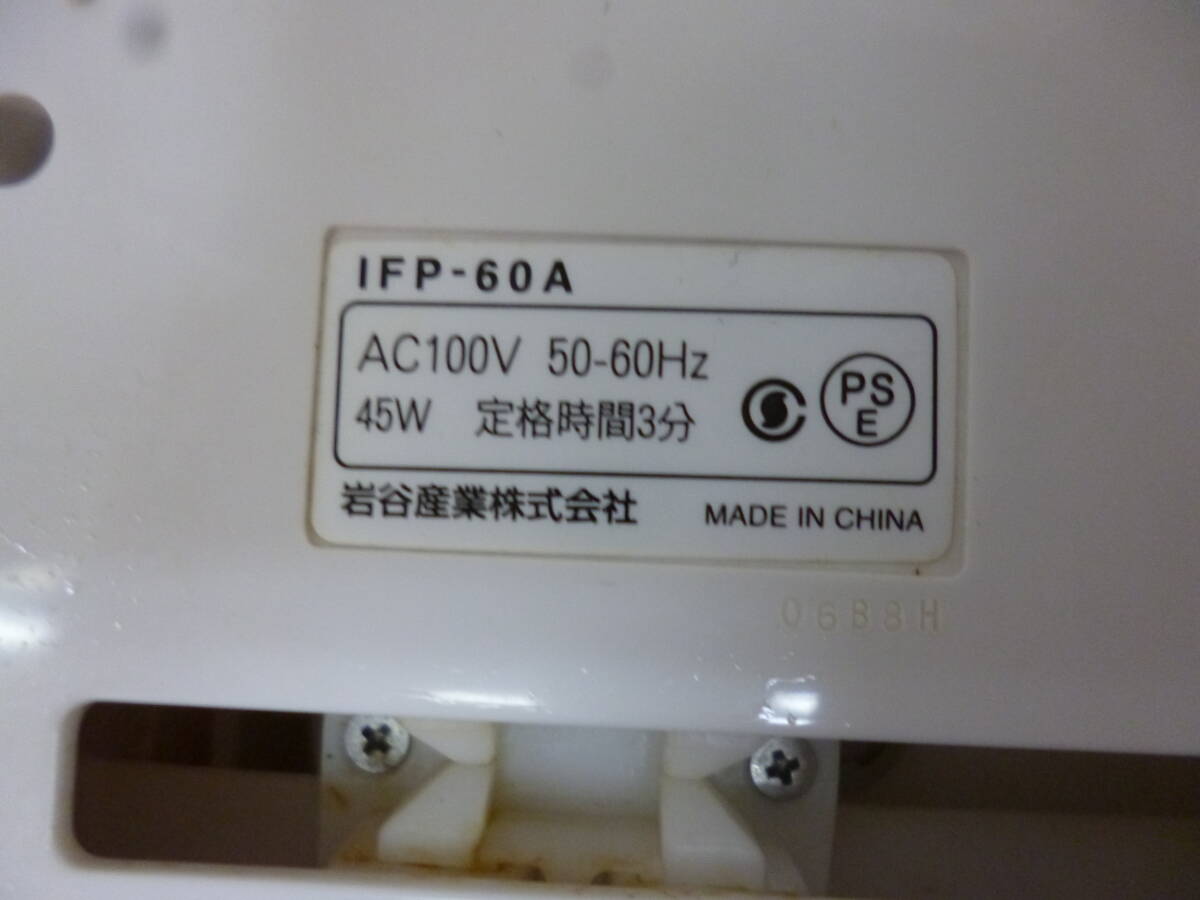 IFP-60A
AC100V 50-60Hz
45W 定格時間3分
PS
E
岩谷産業株式会社
MADE IN CHINA
06B8H